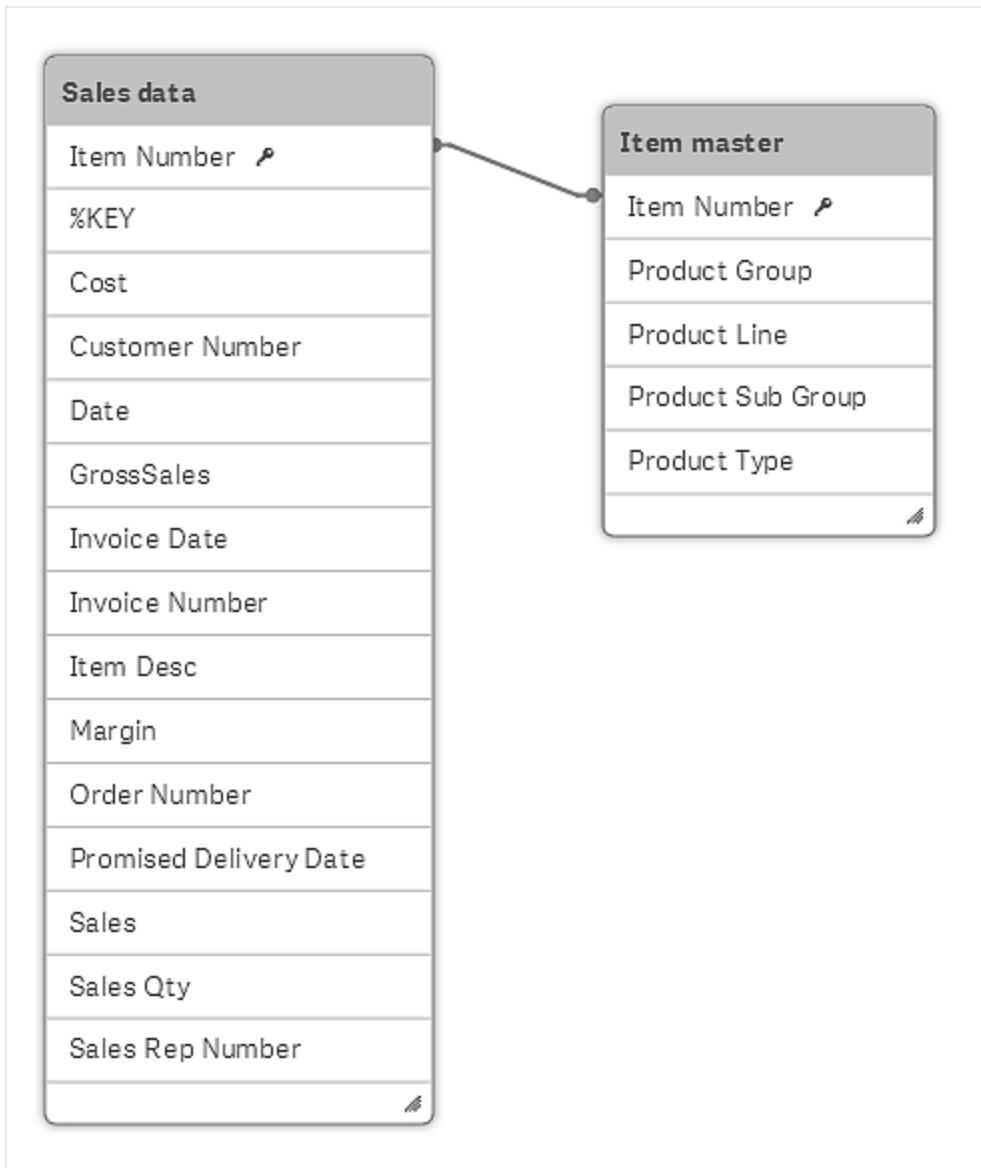 Sales data
Item Number
%KEY
Cost
Customer Number
Date
GrossSales
Invoice Date
Invoice Number
Item Desc
Margin
Order Number
Promised Delivery Date
Sales
Sales Qty
Sales Rep Number
Item master
Item Number
Product Group
Product Line
Product Sub Group
Product Type